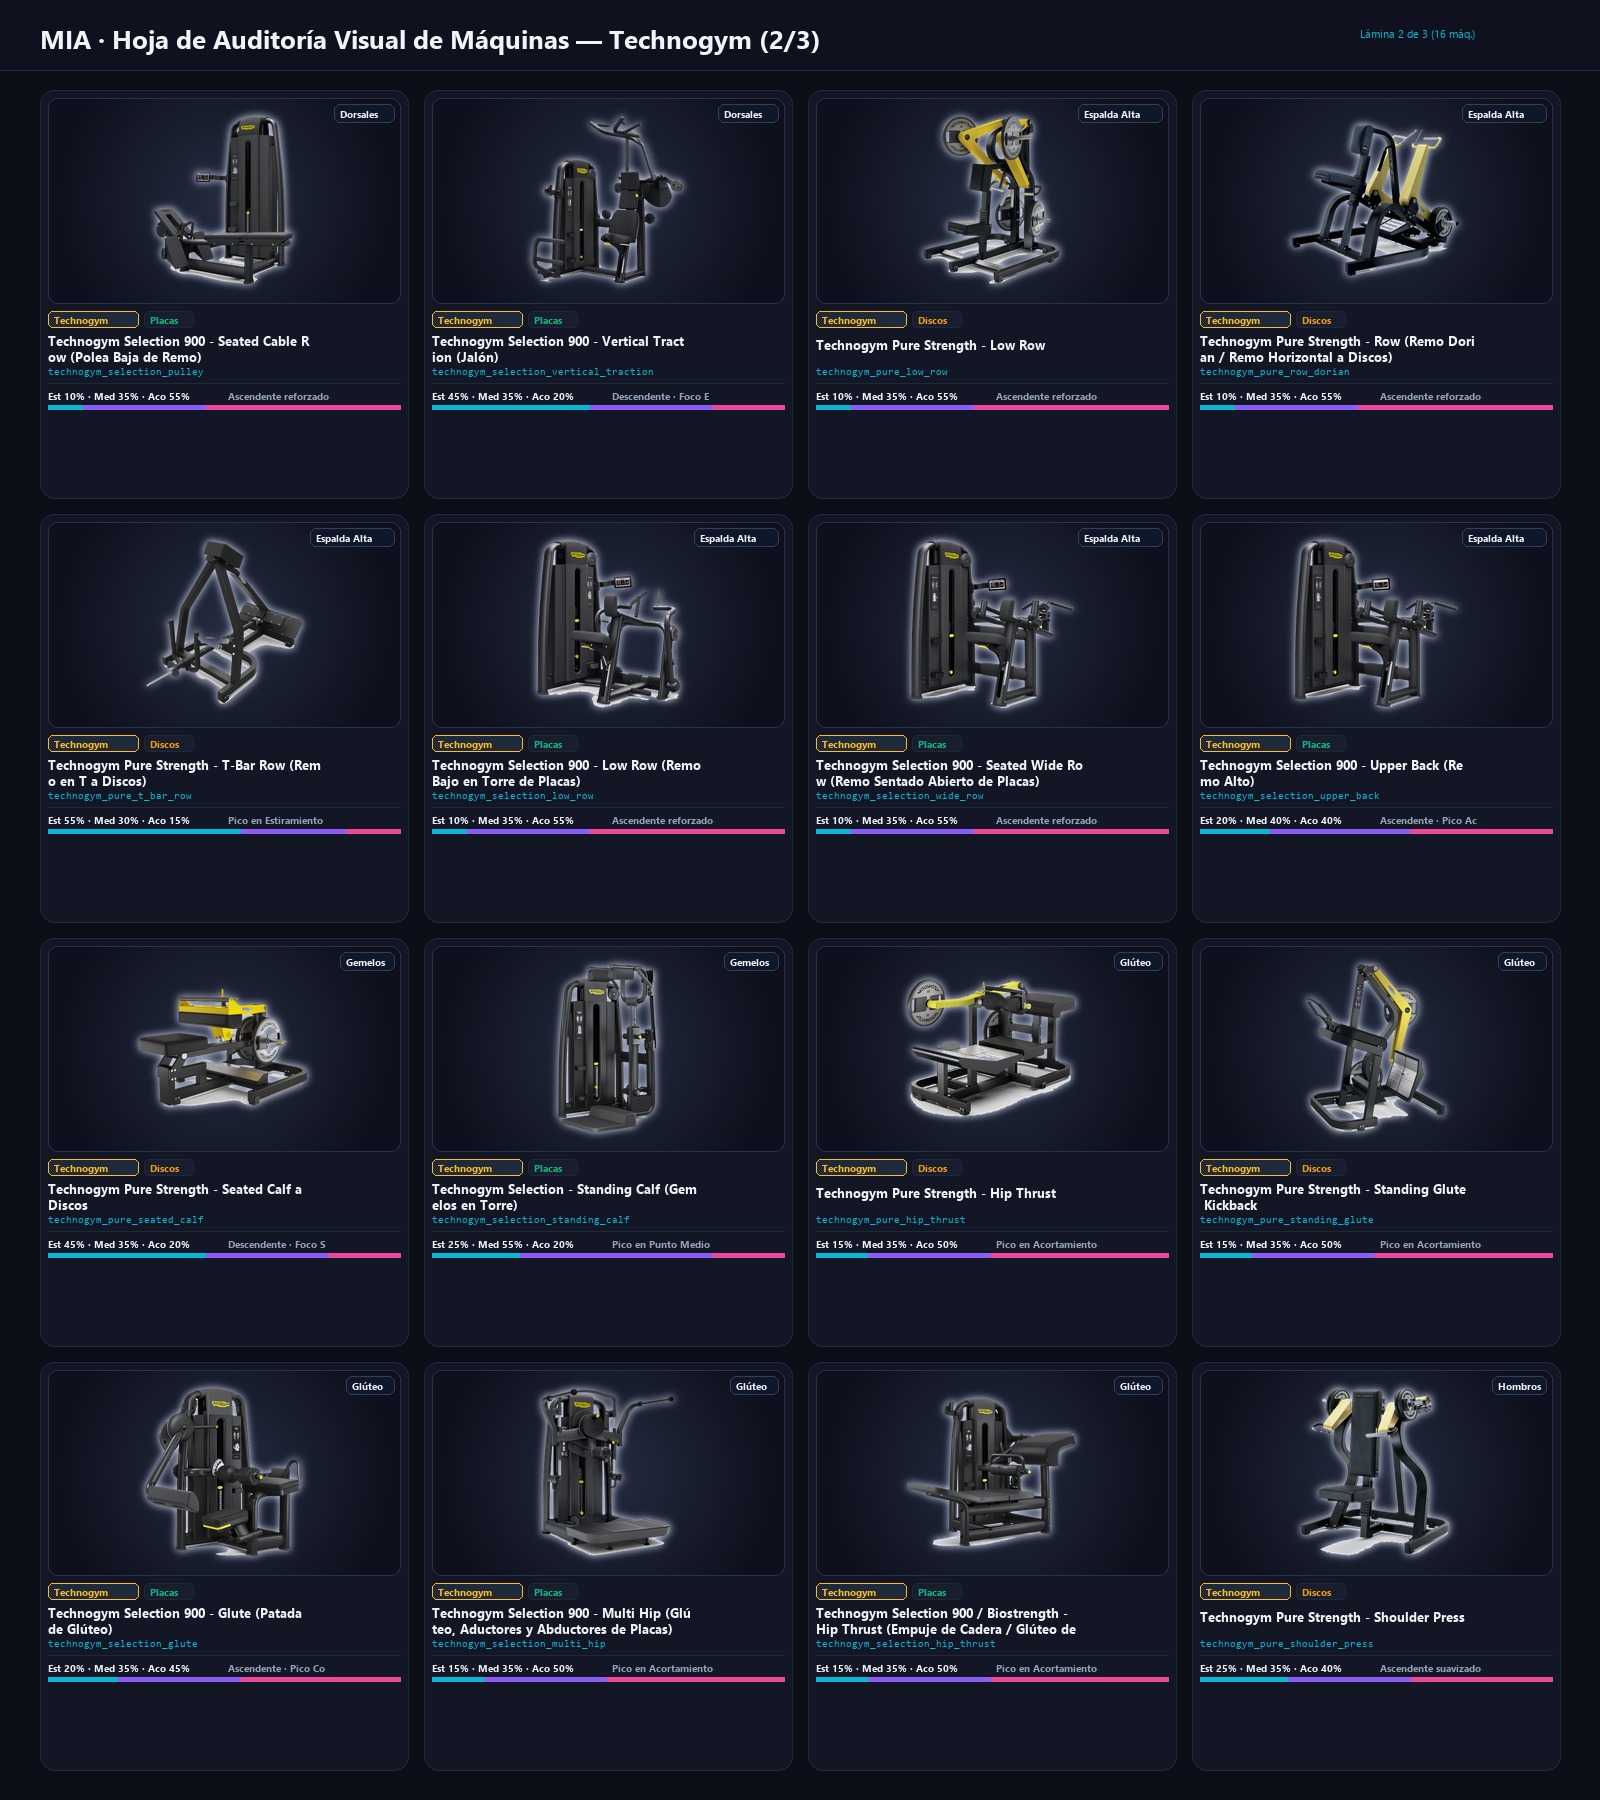 MIA · Hoja de Auditoría Visual de Máquinas — Technogym (2/3)
Lámina 2 de 3 (16 máq.)
Dorsales
Technogym
Placas
Technogym Selection 900 - Seated Cable R
ow (Polea Baja de Remo)
technogym_selection_pulley
Est 10% · Med 35% · Aco 55%
Ascendente reforzado
Dorsales
Technogym
Placas
Technogym Selection 900 - Vertical Tract
ion (Jalón)
technogym_selection_vertical_traction
Est 45% · Med 35% · Aco 20%
Descendente · Foco E
Espalda Alta
Technogym
Discos
Technogym Pure Strength - Low Row
technogym_pure_low_row
Est 10% · Med 35% · Aco 55%
Ascendente reforzado
Espalda Alta
Technogym
Discos
Technogym Pure Strength - Row (Remo Dori
an / Remo Horizontal a Discos)
technogym_pure_row_dorian
Est 10% · Med 35% · Aco 55%
Ascendente reforzado
Espalda Alta
Technogym
Discos
Technogym Pure Strength - T-Bar Row (Rem
o en T a Discos)
technogym_pure_t_bar_row
Est 55% · Med 30% · Aco 15%
Pico en Estiramiento
Espalda Alta
Technogym
Placas
Technogym Selection 900 - Low Row (Remo
Bajo en Torre de Placas)
technogym_selection_low_row
Est 10% · Med 35% · Aco 55%
Ascendente reforzado
Espalda Alta
Technogym
Placas
Technogym Selection 900 - Seated Wide Ro
w (Remo Sentado Abierto de Placas)
technogym_selection_wide_row
Est 10% · Med 35% · Aco 55%
Ascendente reforzado
Espalda Alta
Technogym
Placas
Technogym Selection 900 - Upper Back (Re
mo Alto)
technogym_selection_upper_back
Est 20% · Med 40% · Aco 40%
Ascendente · Pico Ac
Gemelos
Technogym
Discos
Technogym Pure Strength - Seated Calf a
Discos
technogym_pure_seated_calf
Est 45% · Med 35% · Aco 20%
Descendente · Foco S
Gemelos
Technogym
Placas
Technogym Selection - Standing Calf (Gem
elos en Torre)
technogym_selection_standing_calf
Est 25% · Med 55% · Aco 20%
Pico en Punto Medio
Glúteo
Technogym
Discos
Technogym Pure Strength - Hip Thrust
technogym_pure_hip_thrust
Est 15% · Med 35% · Aco 50%
Pico en Acortamiento
Glúteo
Technogym
Discos
Technogym Pure Strength - Standing Glute
Kickback
technogym_pure_standing_glute
Est 15% · Med 35% · Aco 50%
Pico en Acortamiento
Glúteo
Technogym
Placas
Technogym Selection 900 - Glute (Patada
de Glúteo)
technogym_selection_glute
Est 20% · Med 35% · Aco 45%
Ascendente · Pico Co
Glúteo
Technogym
Placas
Technogym Selection 900 - Multi Hip (Glú
teo, Aductores y Abductores de Placas)
technogym_selection_multi_hip
Est 15% · Med 35% · Aco 50%
Pico en Acortamiento
Glúteo
Technogym
Placas
Technogym Selection 900 / Biostrength -
Hip Thrust (Empuje de Cadera / Glúteo de
technogym_selection_hip_thrust
Est 15% · Med 35% · Aco 50%
Pico en Acortamiento
Hombros
Technogym
Discos
Technogym Pure Strength - Shoulder Press
technogym_pure_shoulder_press
Est 25% · Med 35% · Aco 40%
Ascendente suavizado